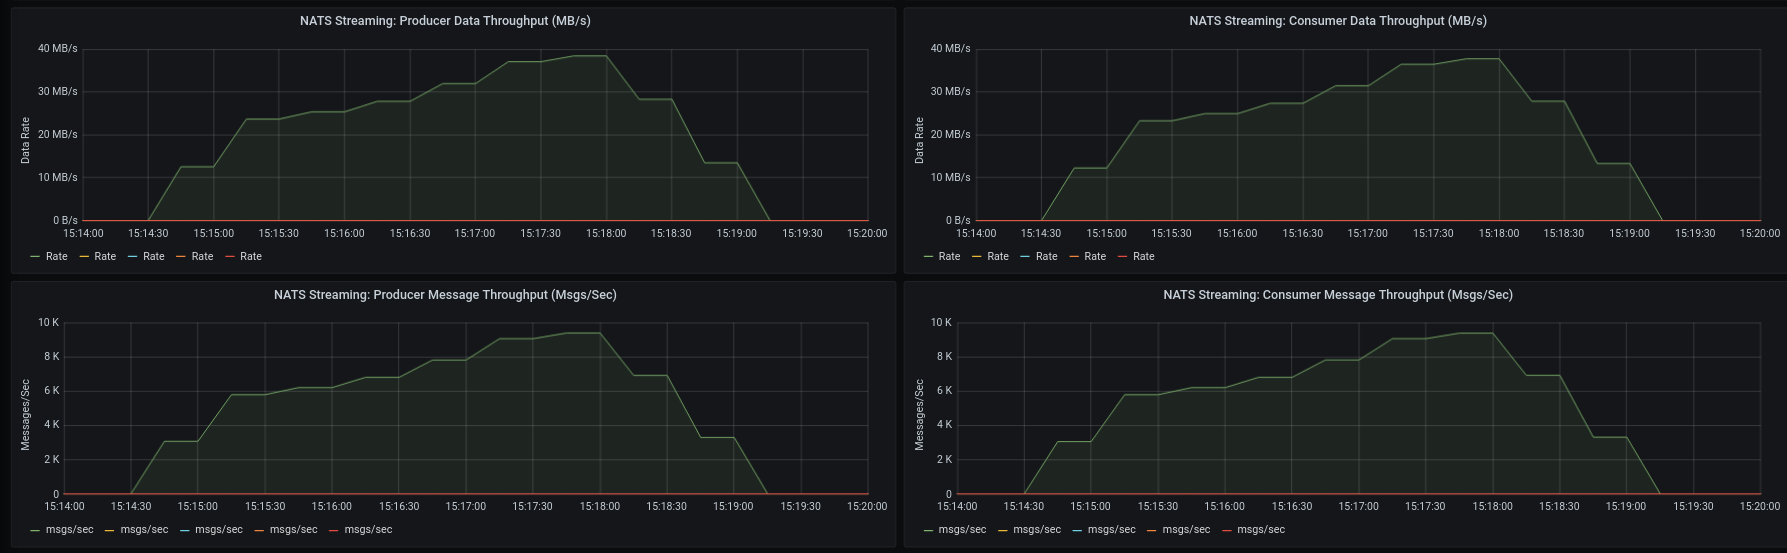 NATS Streaming: Producer Data Throughput (MB/s)
40 MB/s
30 MB/s
20 MB/s
10 MB/s
0 B/s
Data Rate
15:14:00 15:14:30 15:15:00 15:15:30 15:16:00 15:16:30 15:17:00 15:17:30 15:18:00 15:18:30 15:19:00 15:19:30 15:20:00
Rate Rate Rate Rate Rate
NATS Streaming: Consumer Data Throughput (MB/s)
40 MB/s
30 MB/s
20 MB/s
10 MB/s
0 B/s
Data Rate
15:14:00 15:14:30 15:15:00 15:15:30 15:16:00 15:16:30 15:17:00 15:17:30 15:18:00 15:18:30 15:19:00 15:19:30 15:20:00
Rate Rate Rate Rate Rate
NATS Streaming: Producer Message Throughput (Msgs/Sec)
10 K
8 K
6 K
4 K
2 K
0
Messages/Sec
15:14:00 15:14:30 15:15:00 15:15:30 15:16:00 15:16:30 15:17:00 15:17:30 15:18:00 15:18:30 15:19:00 15:19:30 15:20:00
msgs/sec msgs/sec msgs/sec msgs/sec msgs/sec
NATS Streaming: Consumer Message Throughput (Msgs/Sec)
10 K
8 K
6 K
4 K
2 K
0
Messages/Sec
15:14:00 15:14:30 15:15:00 15:15:30 15:16:00 15:16:30 15:17:00 15:17:30 15:18:00 15:18:30 15:19:00 15:19:30 15:20:00
msgs/sec msgs/sec msgs/sec msgs/sec msgs/sec